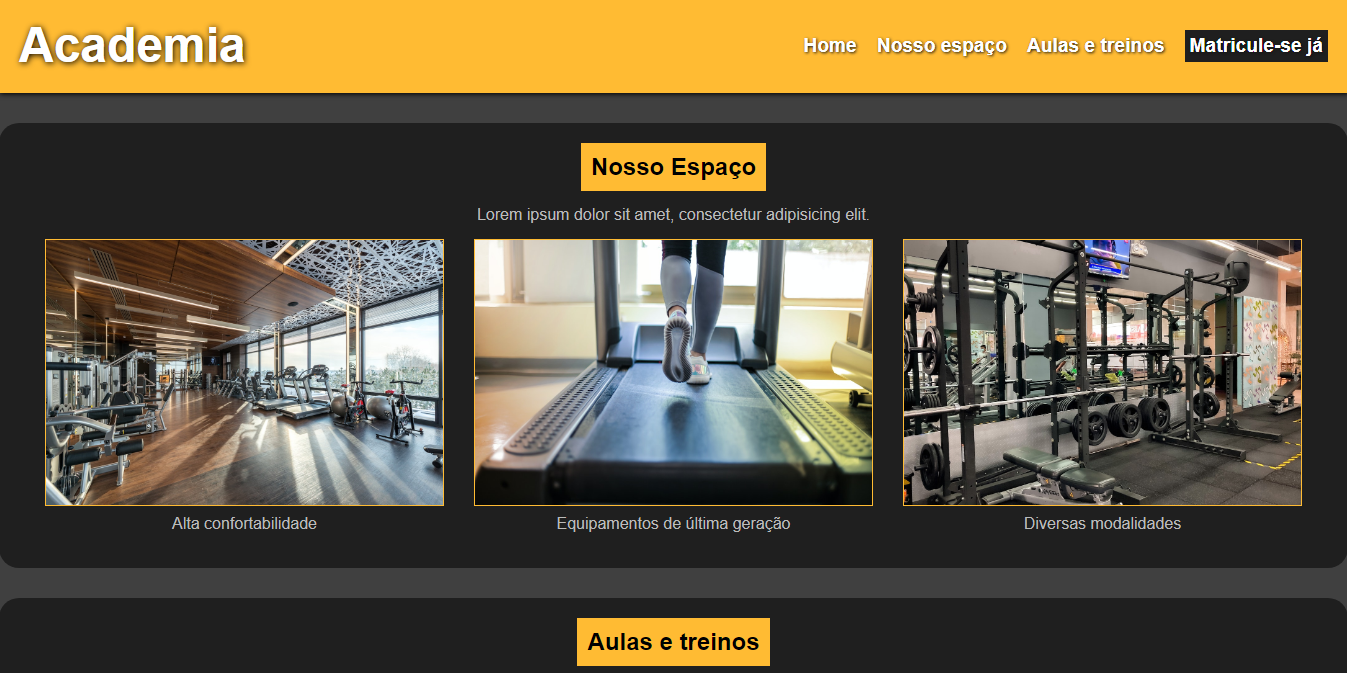 Academia
Home Nosso espaço Aulas e treinos Matricule-se já
Nosso Espaço
Lorem ipsum dolor sit amet, consectetur adipisicing elit.
Alta confortabilidade Equipamentos de última geração Diversas modalidades
Aulas e treinos